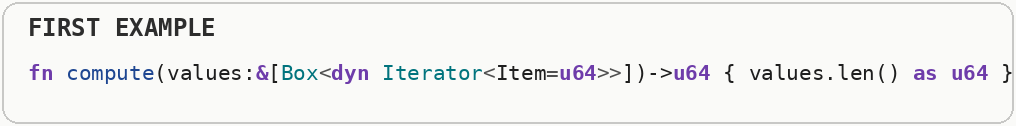 FIRST EXAMPLE
fn compute(values:&[Box<dyn Iterator<Item=u64>>])->u64 { values.len() as u64 }